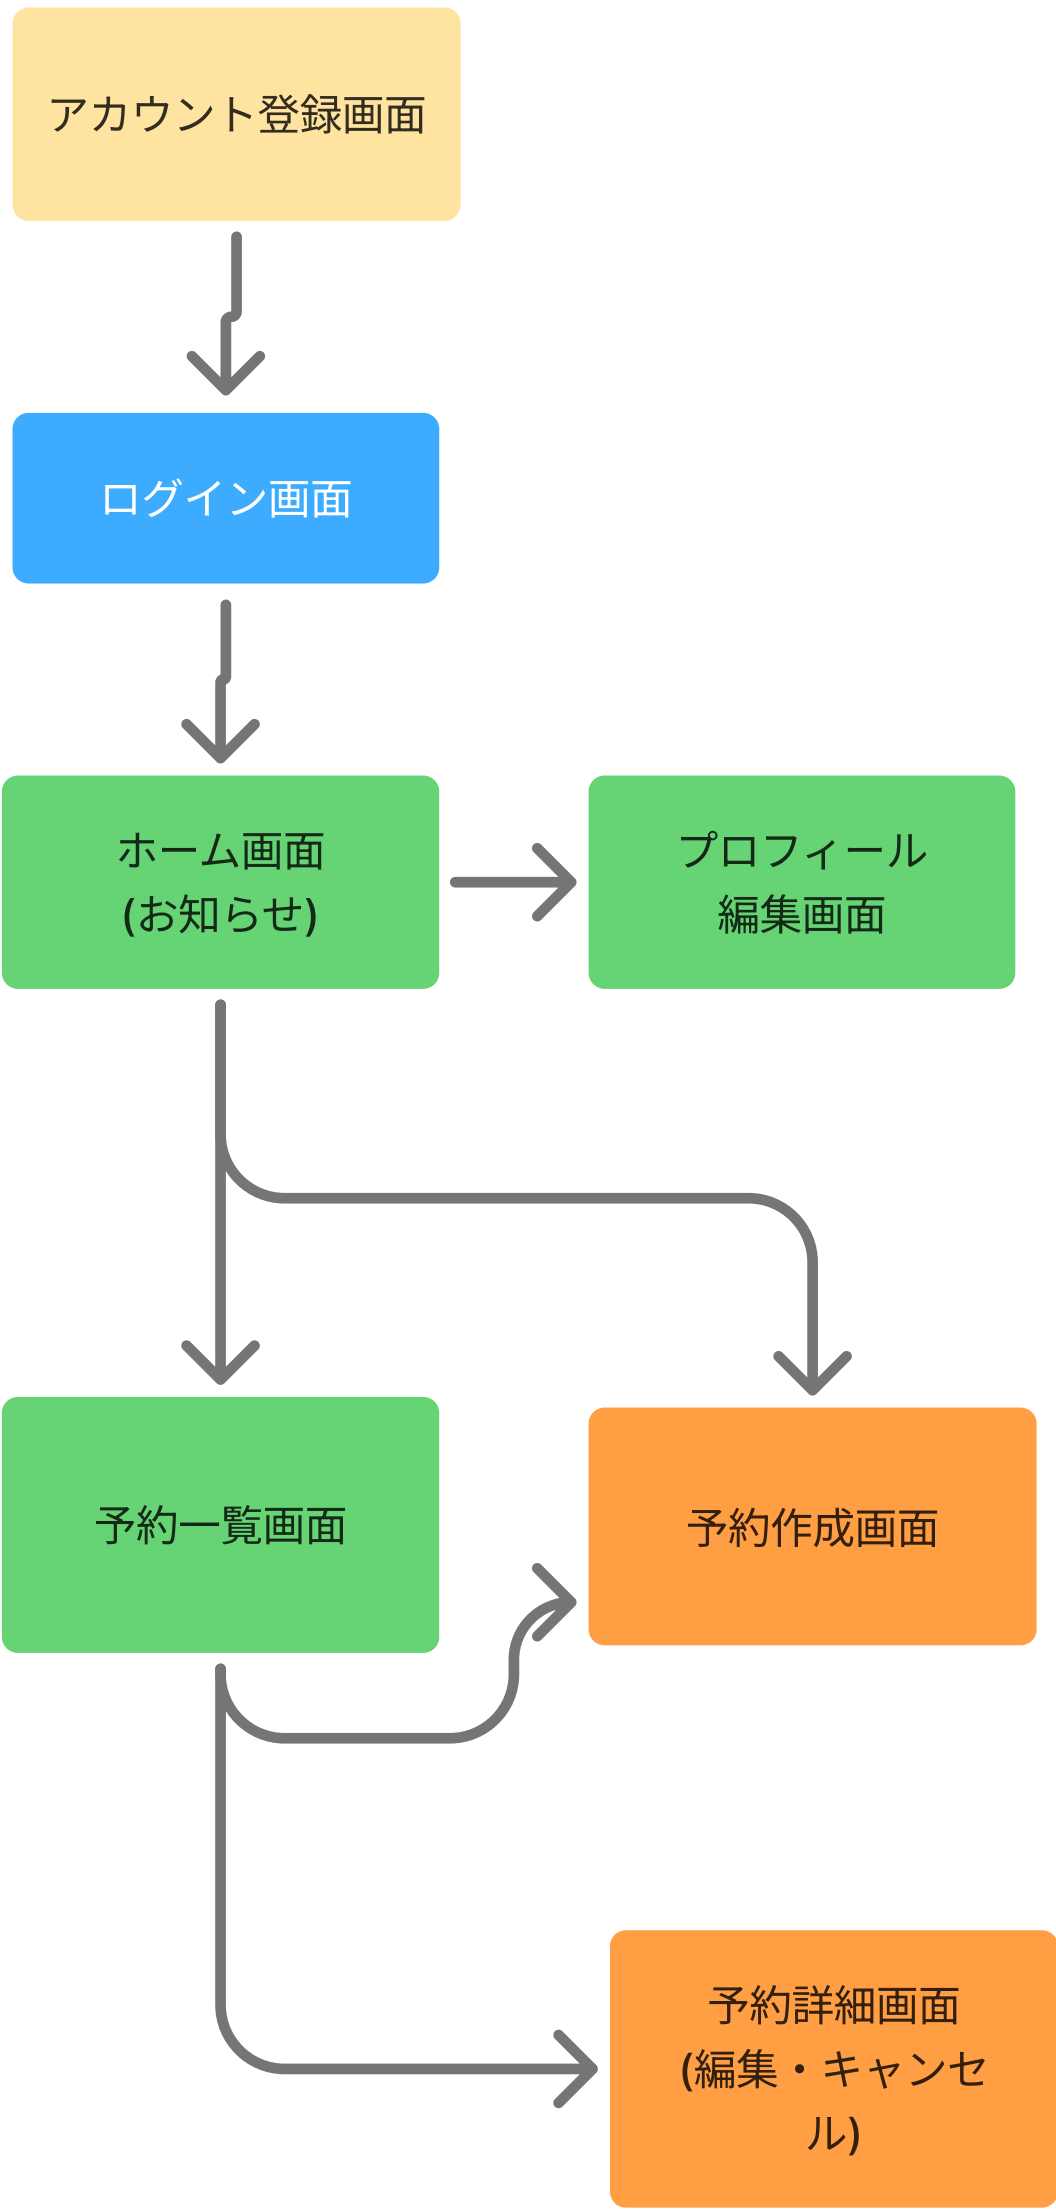 アカウント登録画面
ログイン画面
ホーム画面
(お知らせ)
プロフィール
編集画面
予約一覧画面
予約作成画面
予約詳細画面
(編集・キャンセ
ル)